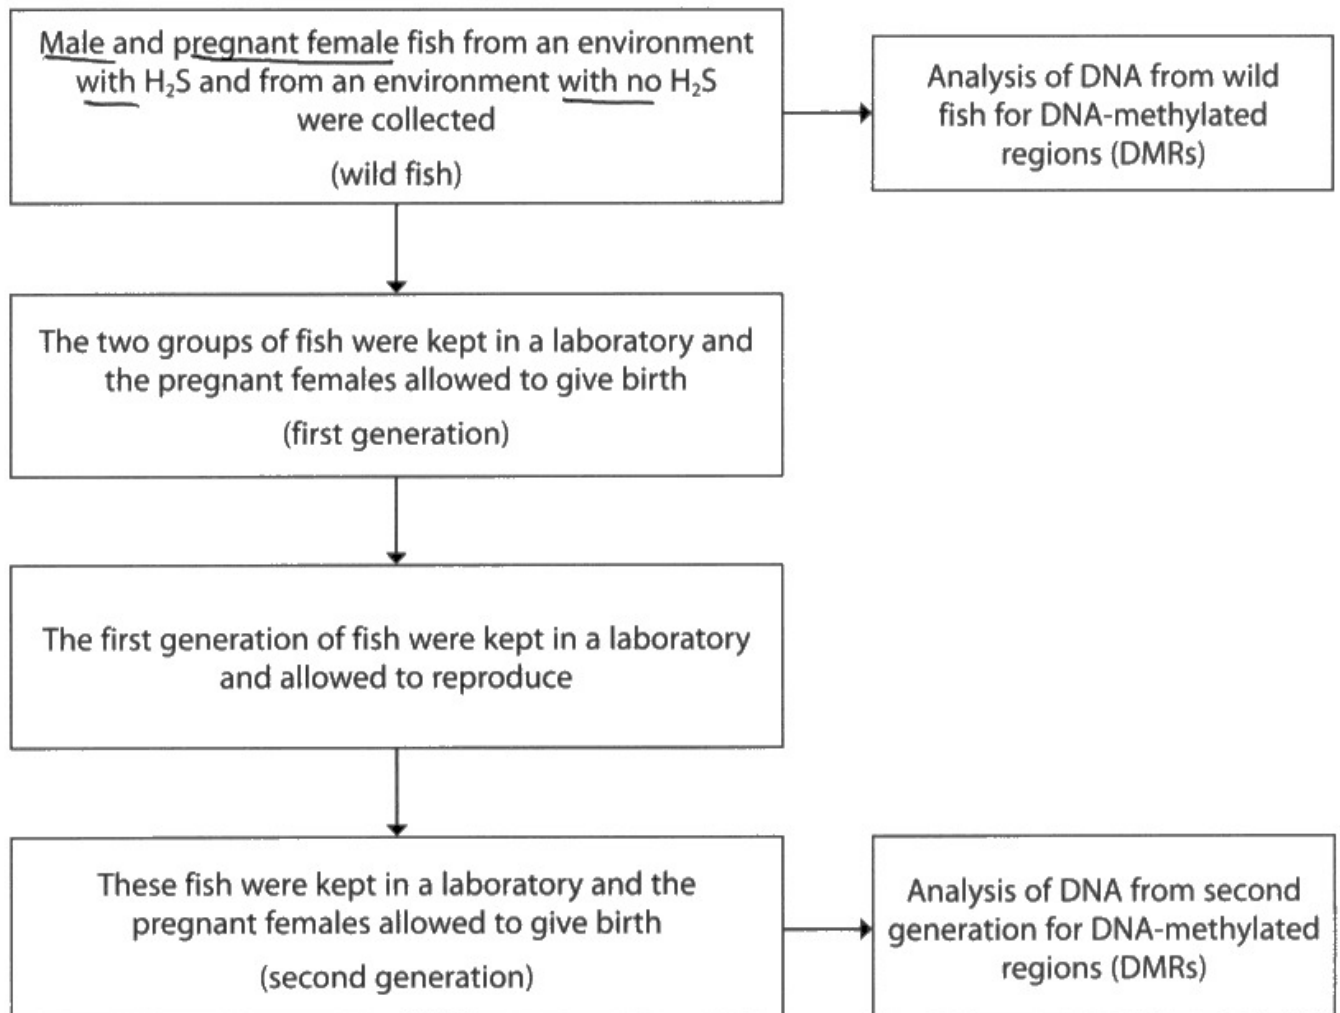 Male and pregnant female fish from an environment
with H₂S and from an environment with no H₂S
were collected
(wild fish)
Analysis of DNA from wild
fish for DNA-methylated
regions (DMRs)
The two groups of fish were kept in a laboratory and
the pregnant females allowed to give birth
(first generation)
The first generation of fish were kept in a laboratory
and allowed to reproduce
These fish were kept in a laboratory and the
pregnant females allowed to give birth
(second generation)
Analysis of DNA from second
generation for DNA-methylated
regions (DMRs)